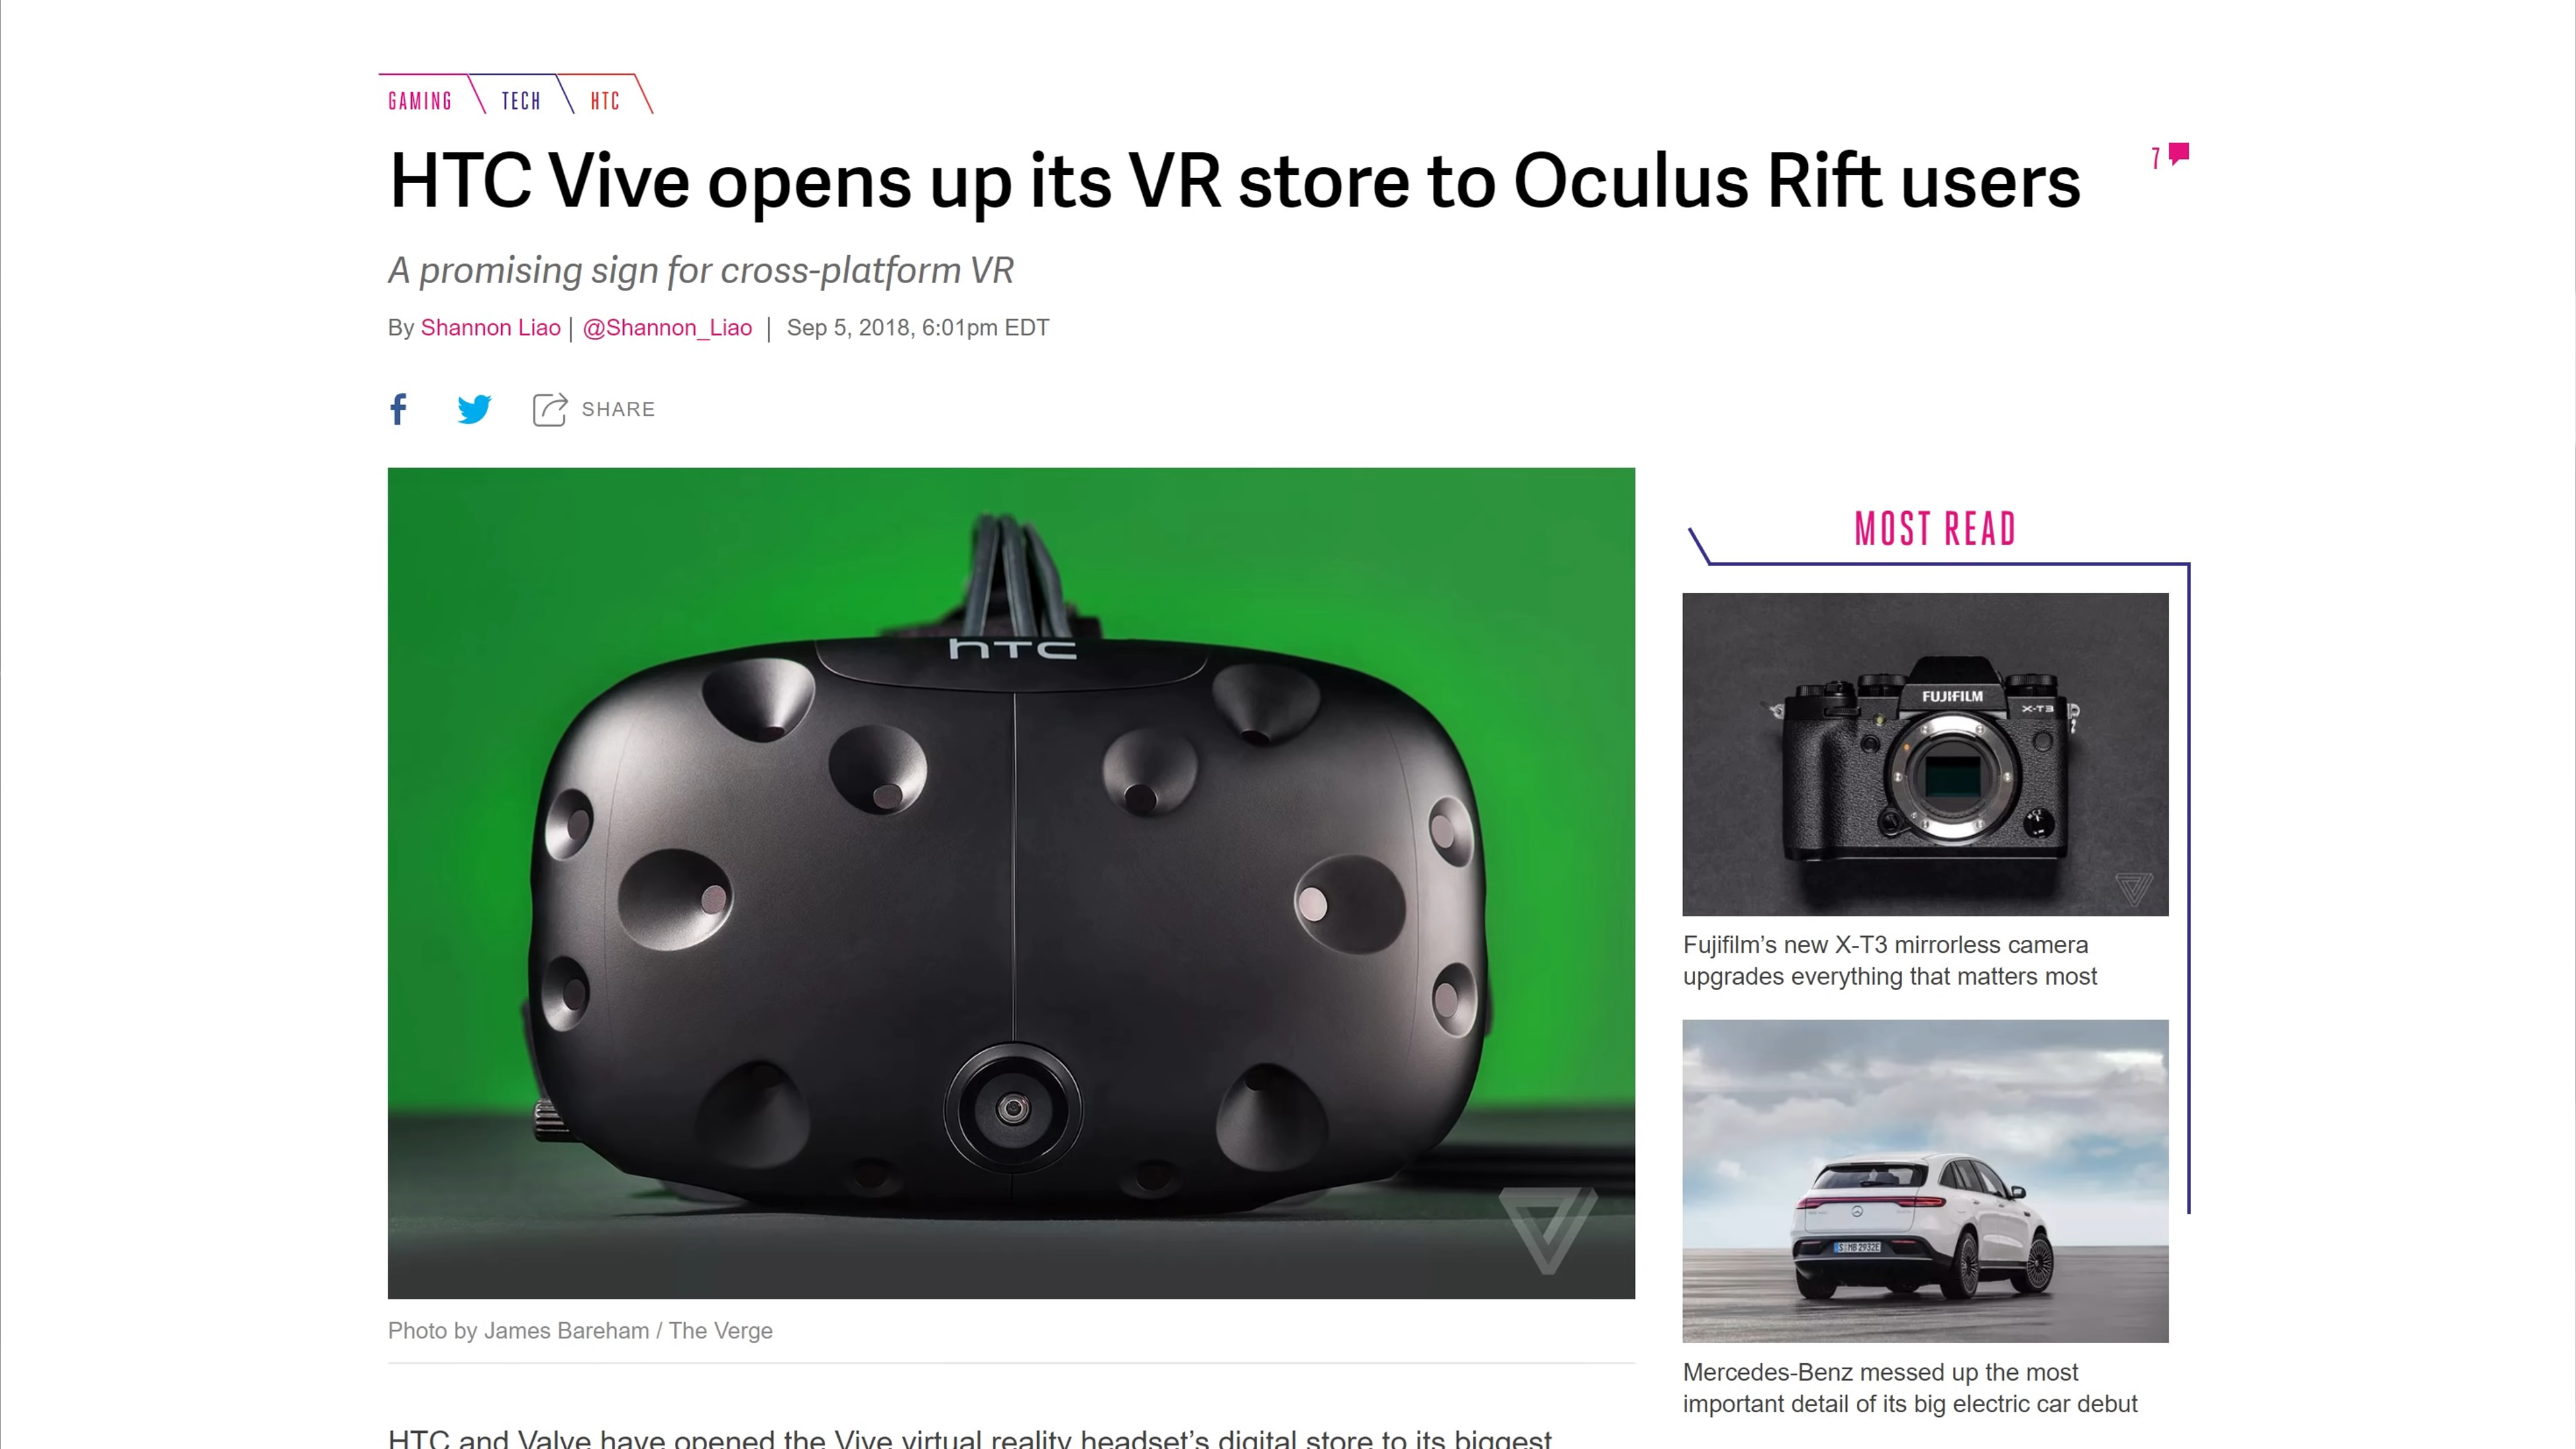 GAMING TECH HTC
HTC Vive opens up its VR store to Oculus Rift users
7
A promising sign for cross-platform VR
By Shannon Liao | @Shannon_Liao | Sep 5, 2018, 6:01pm EDT
SHARE
hTC
Photo by James Bareham / The Verge
HTC and Valve have opened the Vive virtual reality headset's digital store to its biggest
MOST READ
FUJIFILM
X-T3
Fujifilm's new X-T3 mirrorless camera
upgrades everything that matters most
Mercedes-Benz messed up the most
important detail of its big electric car debut